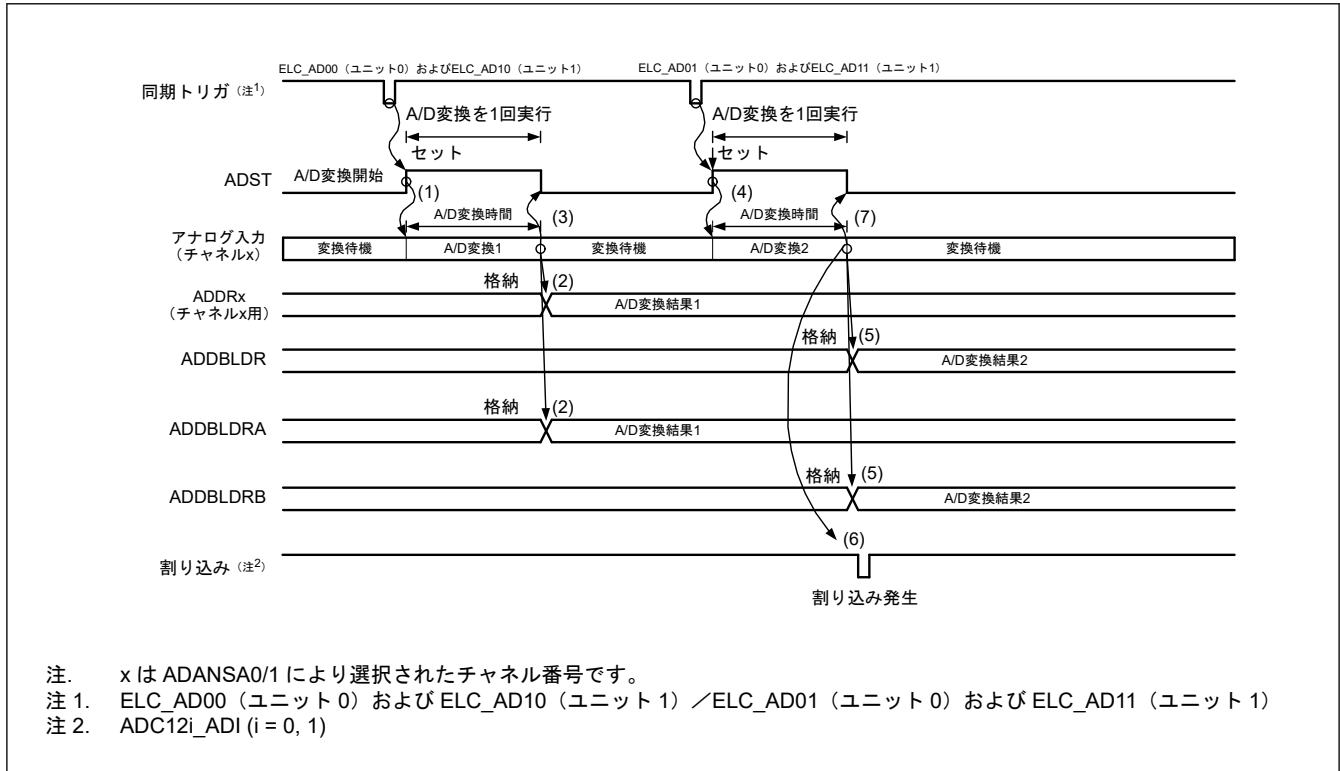 ELC_AD00（ユニット0）およびELC_AD10（ユニット1）
ELC_AD01（ユニット0）およびELC_AD11（ユニット1）
同期トリガ（注1）
A/D変換を1回実行
A/D変換を1回実行
セット
セット
ADST
A/D変換開始
(1)
(4)
A/D変換時間
(3)
A/D変換時間
(7)
アナログ入力
（チャネルx）
変換待機
A/D変換1
変換待機
A/D変換2
変換待機
格納
(2)
ADDRx
（チャネルx用）
A/D変換結果1
格納
(5)
ADDBLDR
A/D変換結果2
格納
(2)
ADDBLDRA
A/D変換結果1
格納
(5)
ADDBLDRB
A/D変換結果2
(6)
割り込み（注2）
割り込み発生
注. x は ADANSA0/1 により選択されたチャネル番号です。
注 1. ELC_AD00（ユニット 0）および ELC_AD10（ユニット 1）／ELC_AD01（ユニット 0）および ELC_AD11（ユニット 1）
注 2. ADC12i_ADI (i = 0, 1)